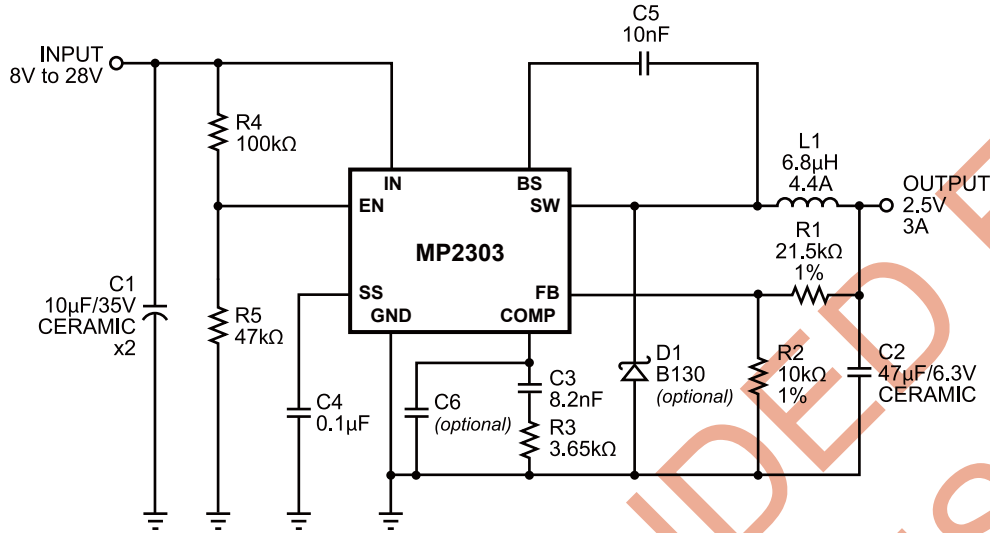 C5
10nF
INPUT
8V to 28V
R4
100kΩ
L1
6.8µH
4.4A
IN
BS
OUTPUT
2.5V
3A
EN
SW
R1
21.5kΩ
1%
MP2303
C1
10µF/35V
CERAMIC
x2
R5
47kΩ
SS
FB
GND
COMP
D1
B130
(optional)
R2
10kΩ
1%
C2
47µF/6.3V
CERAMIC
C4
0.1µF
C6
(optional)
C3
8.2nF
R3
3.65kΩ